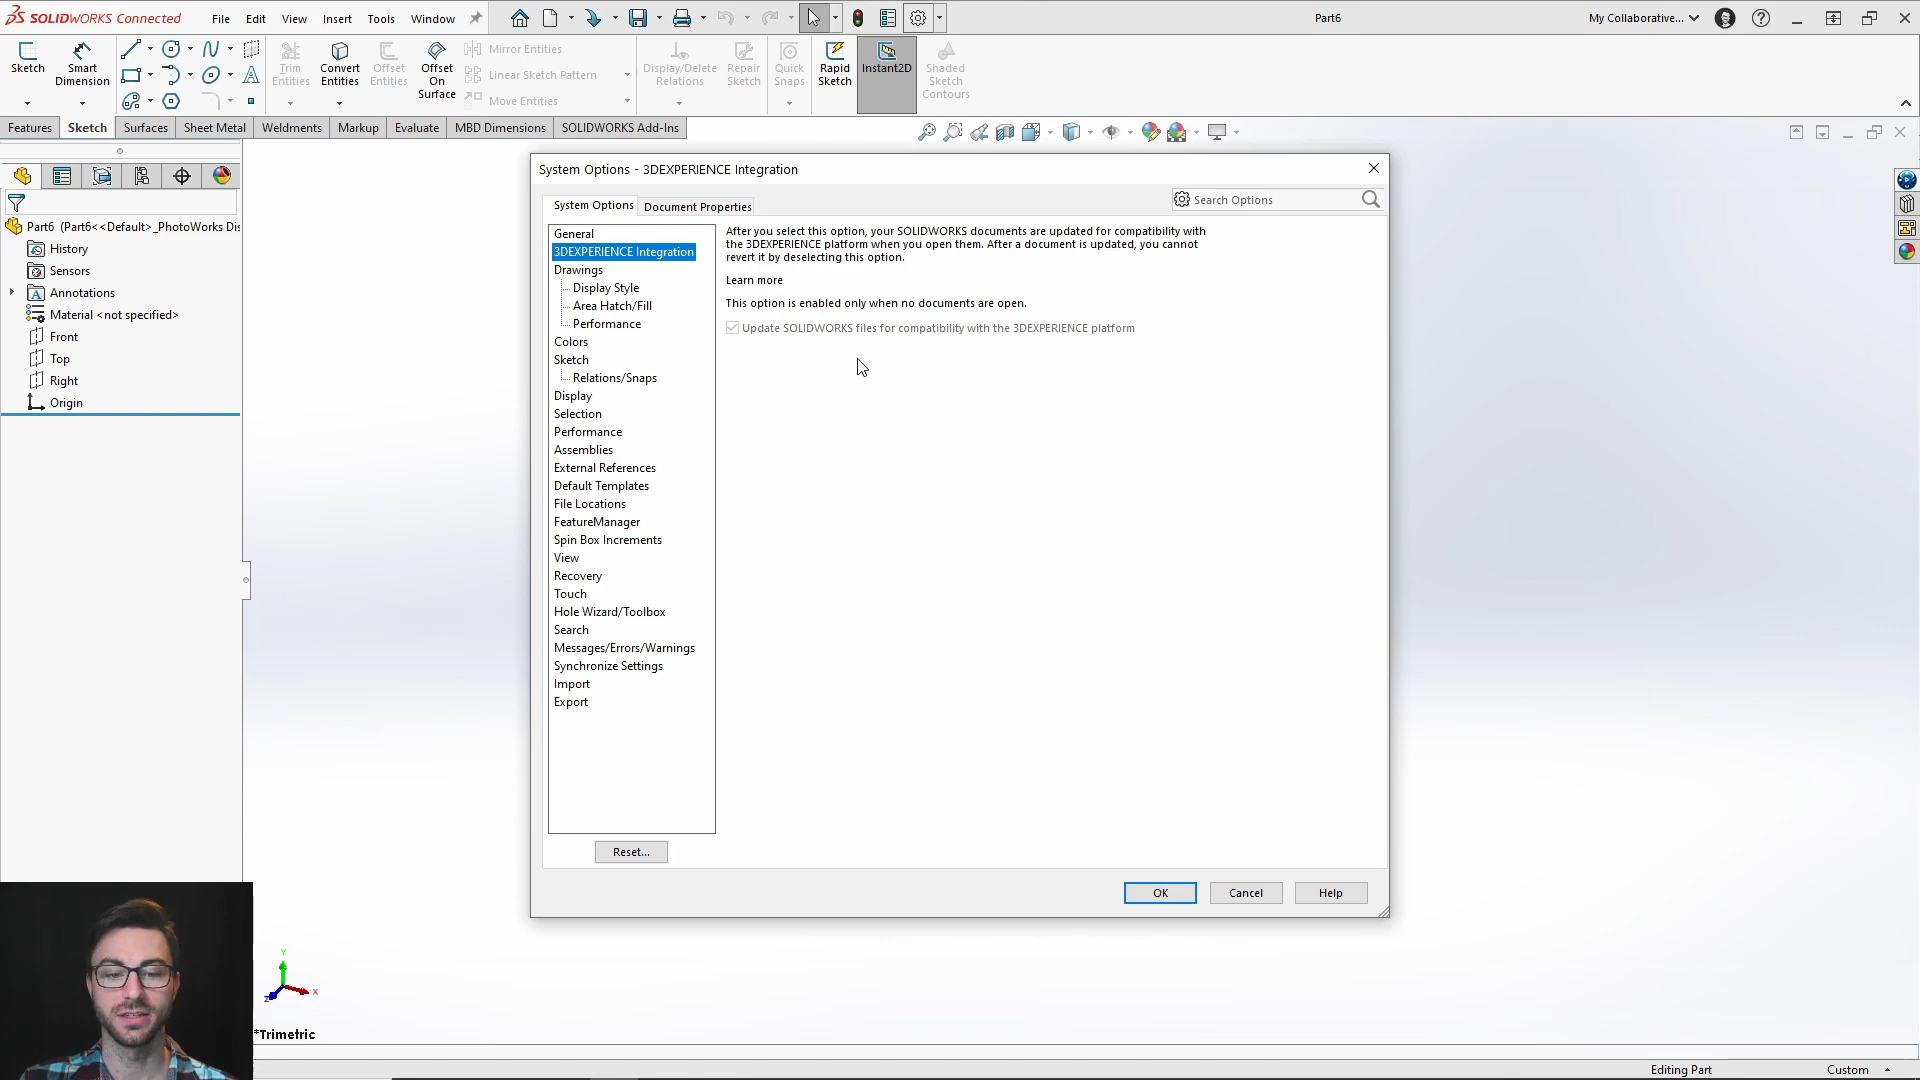 SOLIDWORKS Connected
File Edit View Insert Tools Window
Part6
My Collaborative...
Sketch
Smart Dimension
Trim Entities
Convert Entities
Offset Entities
Offset On Surface
Mirror Entities
Linear Sketch Pattern
Move Entities
Display/Delete Relations
Repair Sketch
Quick Snaps
Rapid Sketch
Instant2D
Shaded Sketch Contours
Features Sketch Surfaces Sheet Metal Weldments Markup Evaluate MBD Dimensions SOLIDWORKS Add-Ins
Part6 (Part6<<Default>_PhotoWorks Dis
History
Sensors
Annotations
Material <not specified>
Front
Top
Right
Origin
System Options - 3DEXPERIENCE Integration
System Options Document Properties
Search Options
General
3DEXPERIENCE Integration
Drawings
Display Style
Area Hatch/Fill
Performance
Colors
Sketch
Relations/Snaps
Display
Selection
Performance
Assemblies
External References
Default Templates
File Locations
FeatureManager
Spin Box Increments
View
Recovery
Touch
Hole Wizard/Toolbox
Search
Messages/Errors/Warnings
Synchronize Settings
Import
Export
Reset...
After you select this option, your SOLIDWORKS documents are updated for compatibility with
the 3DEXPERIENCE platform when you open them. After a document is updated, you cannot
revert it by deselecting this option.
Learn more
This option is enabled only when no documents are open.
Update SOLIDWORKS files for compatibility with the 3DEXPERIENCE platform
OK Cancel Help
Y
X
Z
*Trimetric
Editing Part
Custom